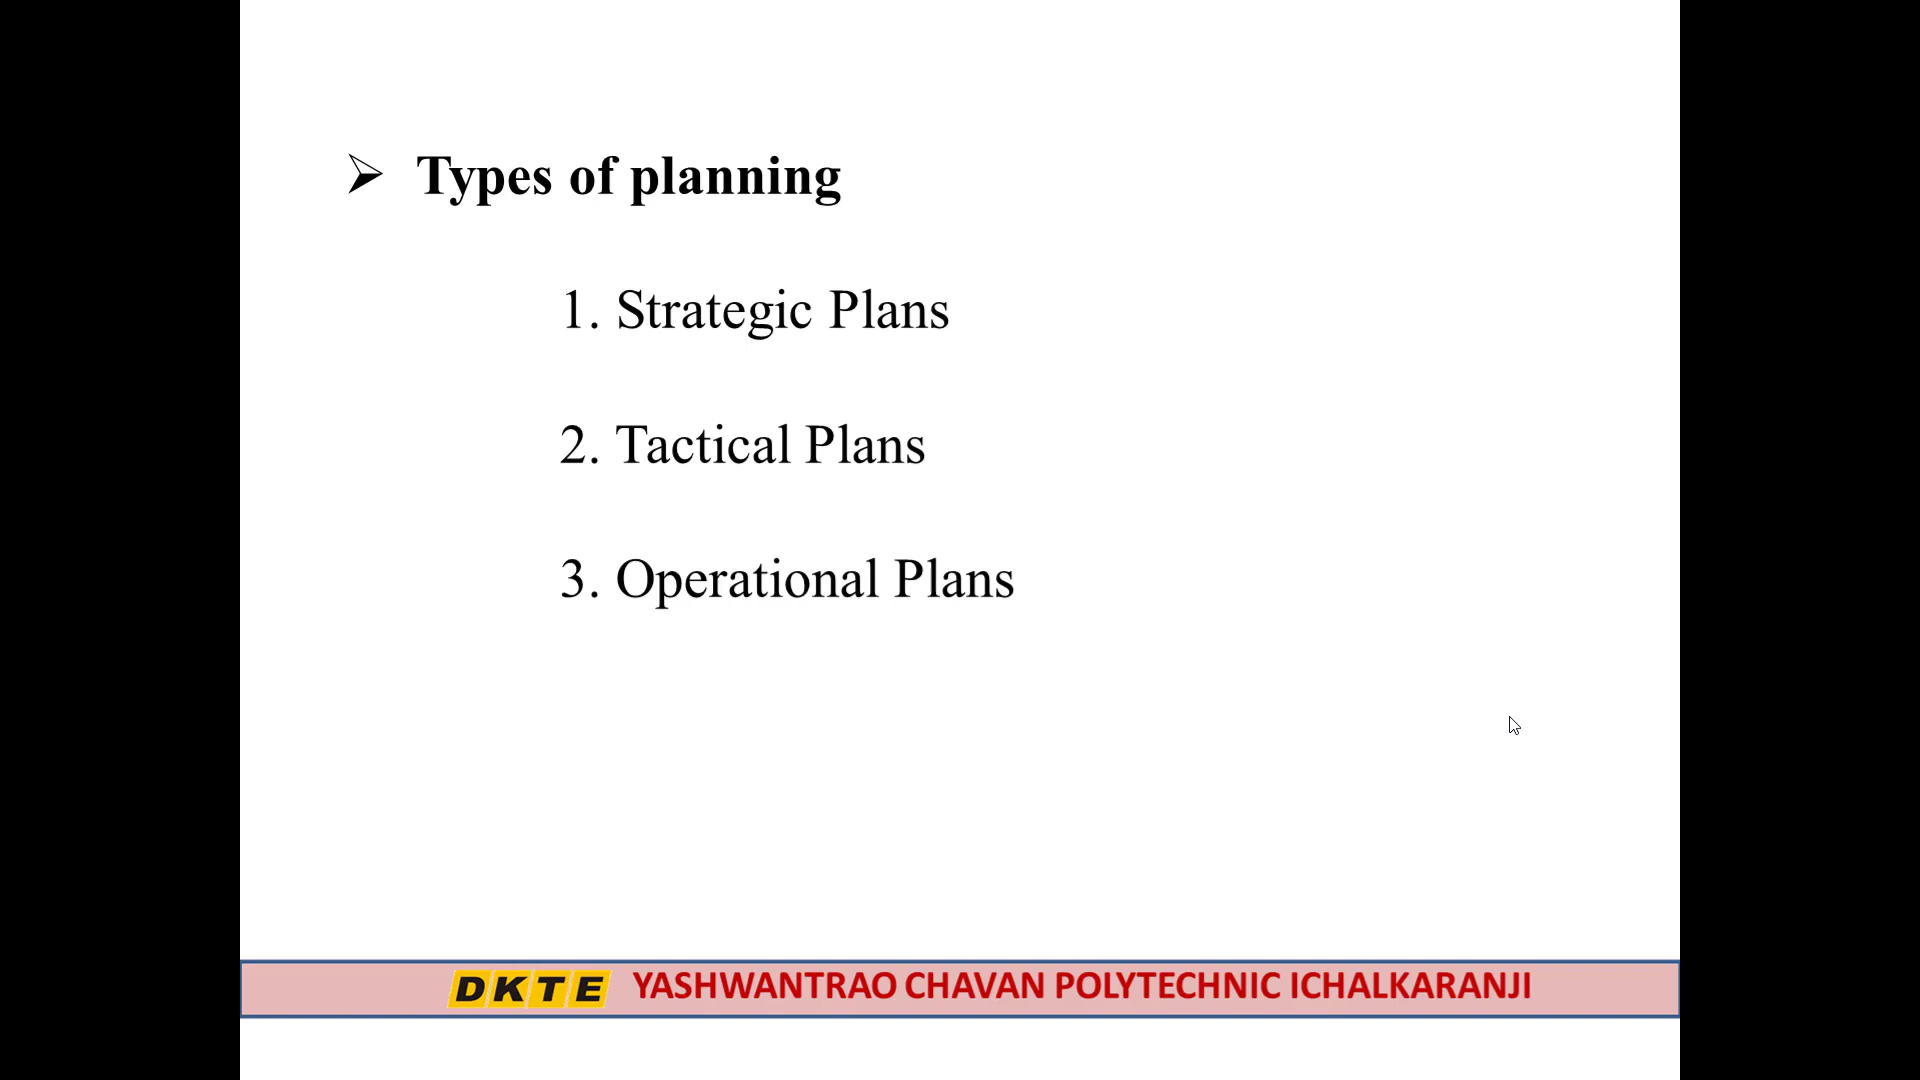 Types of planning
1. Strategic Plans
2. Tactical Plans
3. Operational Plans
DKTE YASHWANTRAO CHAVAN POLYTECHNIC ICHALKARANJI